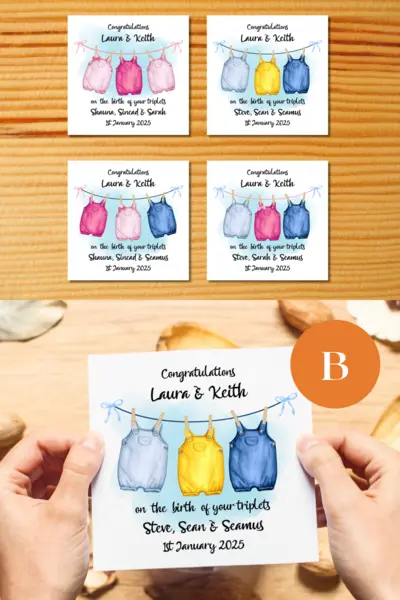 Congratulations
Laura & Keith
on the birth of your triplets
Shauna, Sinead & Sarah
1st January 2025
Congratulations
Laura & Keith
on the birth of your triplets
Steve, Sean & Seamus
1st January 2025
Congratulations
Laura & Keith
on the birth of your triplets
Shauna, Sinead & Seamus
1st January 2025
Congratulations
Laura & Keith
on the birth of your triplets
Steve, Sarah & Seamus
1st January 2025
B
Congratulations
Laura & Keith
on the birth of your triplets
Steve, Sean & Seamus
1st January 2025